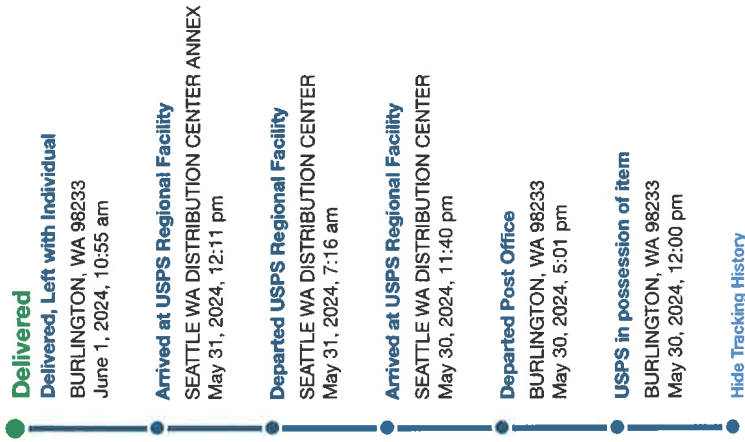 Delivered
Delivered, Left with Individual
BURLINGTON, WA 98233
June 1, 2024, 10:55 am
Arrived at USPS Regional Facility
SEATTLE WA DISTRIBUTION CENTER ANNEX
May 31, 2024, 12:11 pm
Departed USPS Regional Facility
SEATTLE WA DISTRIBUTION CENTER
May 31, 2024, 7:16 am
Arrived at USPS Regional Facility
SEATTLE WA DISTRIBUTION CENTER
May 30, 2024, 11:40 pm
Departed Post Office
BURLINGTON, WA 98233
May 30, 2024, 5:01 pm
USPS in possession of item
BURLINGTON, WA 98233
May 30, 2024, 12:00 pm
Hide Tracking History